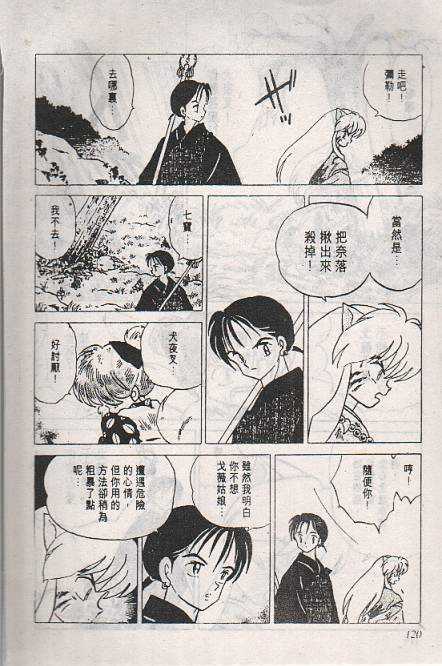 走吧！
彌勒！
去哪裏…
當然是…
把奈落
揪出來
殺掉！
七寶…
我不去！
犬夜叉…
好討厭！
哼！
隨便你！
雖然我明白
你不想
戈薇姑娘…
遭遇危險
的心情，
但你用的
方法卻稍為
粗暴了點
呢…
120